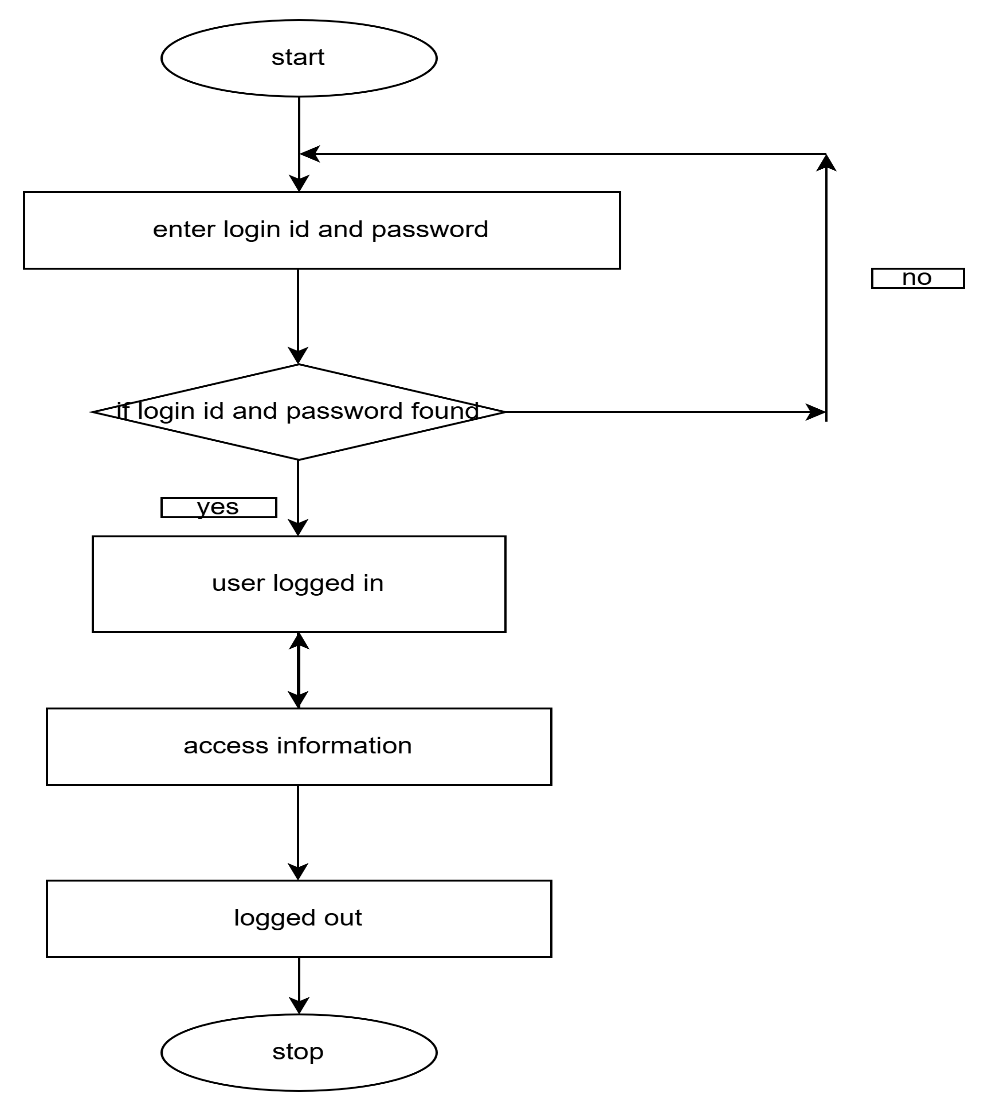 start
enter login id and password
no
if login id and password found
yes
user logged in
access information
logged out
stop